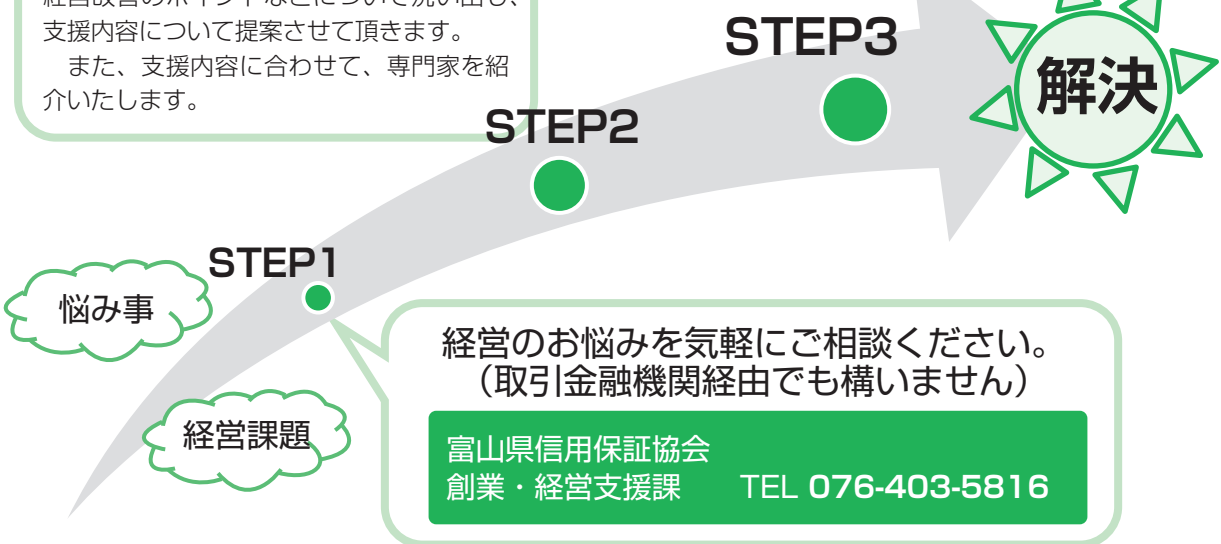 支援内容について提案させて頂きます。
また、支援内容に合わせて、専門家を紹
介いたします。
STEP3
解決
STEP2
STEP1
悩み事
経営課題
経営のお悩みを気軽にご相談ください。
（取引金融機関経由でも構いません）
富山県信用保証協会
創業・経営支援課 TEL 076-403-5816